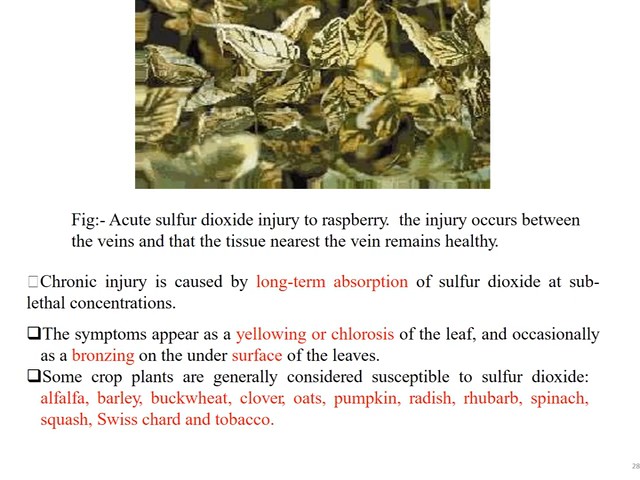 Fig:- Acute sulfur dioxide injury to raspberry.  the injury occurs between
the veins and that the tissue nearest the vein remains healthy.
Chronic injury is caused by long-term absorption of sulfur dioxide at sub-
lethal concentrations.
❑The symptoms appear as a yellowing or chlorosis of the leaf, and occasionally
as a bronzing on the under surface of the leaves.
❑Some crop plants are generally considered susceptible to sulfur dioxide:
alfalfa, barley, buckwheat, clover, oats, pumpkin, radish, rhubarb, spinach,
squash, Swiss chard and tobacco.
28